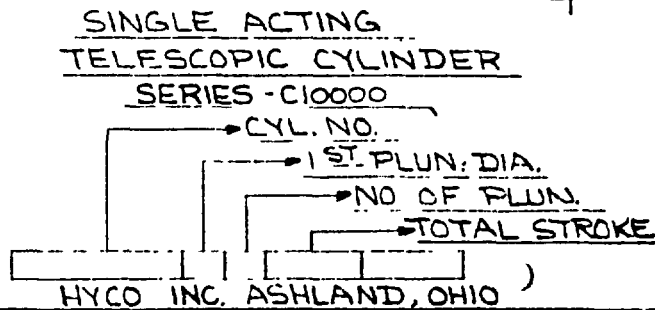 SINGLE ACTING
TELESCOPIC CYLINDER
SERIES - C10000
CYL. NO.
1ST. PLUN. DIA.
NO OF PLUN.
TOTAL STROKE
HYCO INC. ASHLAND, OHIO